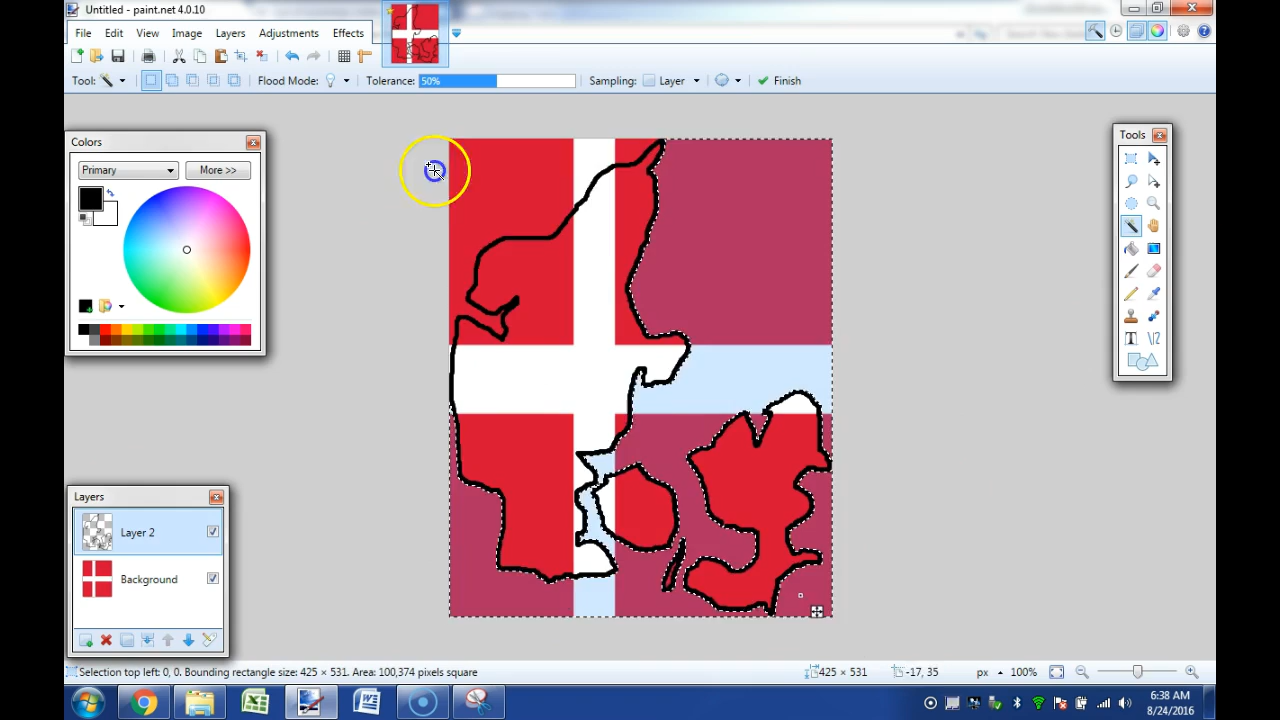 Untitled - paint.net 4.0.10
File Edit View Image Layers Adjustments Effects
Tool: Flood Mode: Tolerance: 50% Sampling: Layer Finish
Colors
Primary More >>
Tools
Layers
Layer 2
Background
Selection top left: 0, 0. Bounding rectangle size: 425 × 531. Area: 100,374 pixels square 425 × 531 -17, 35 px 100%
6:38 AM
8/24/2016